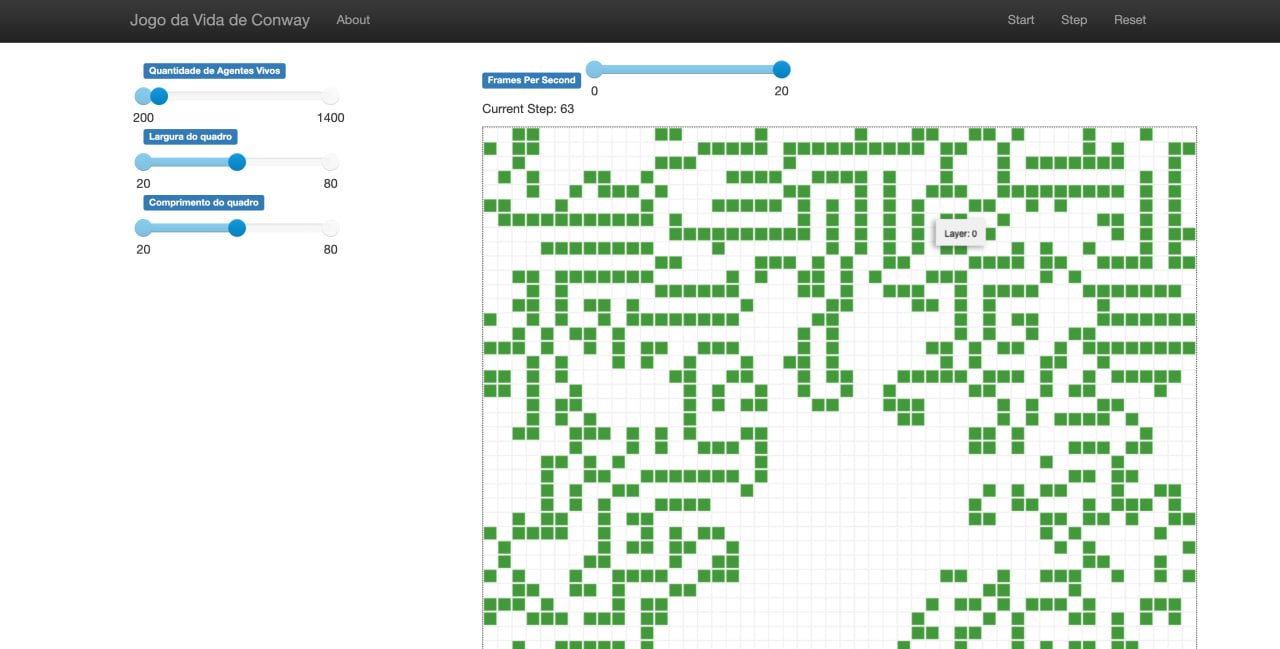 Jogo da Vida de Conway About Start Step Reset
Quantidade de Agentes Vivos
200 1400
Largura do quadro
20 80
Comprimento do quadro
20 80
Frames Per Second
0 20
Current Step: 63
Layer: 0